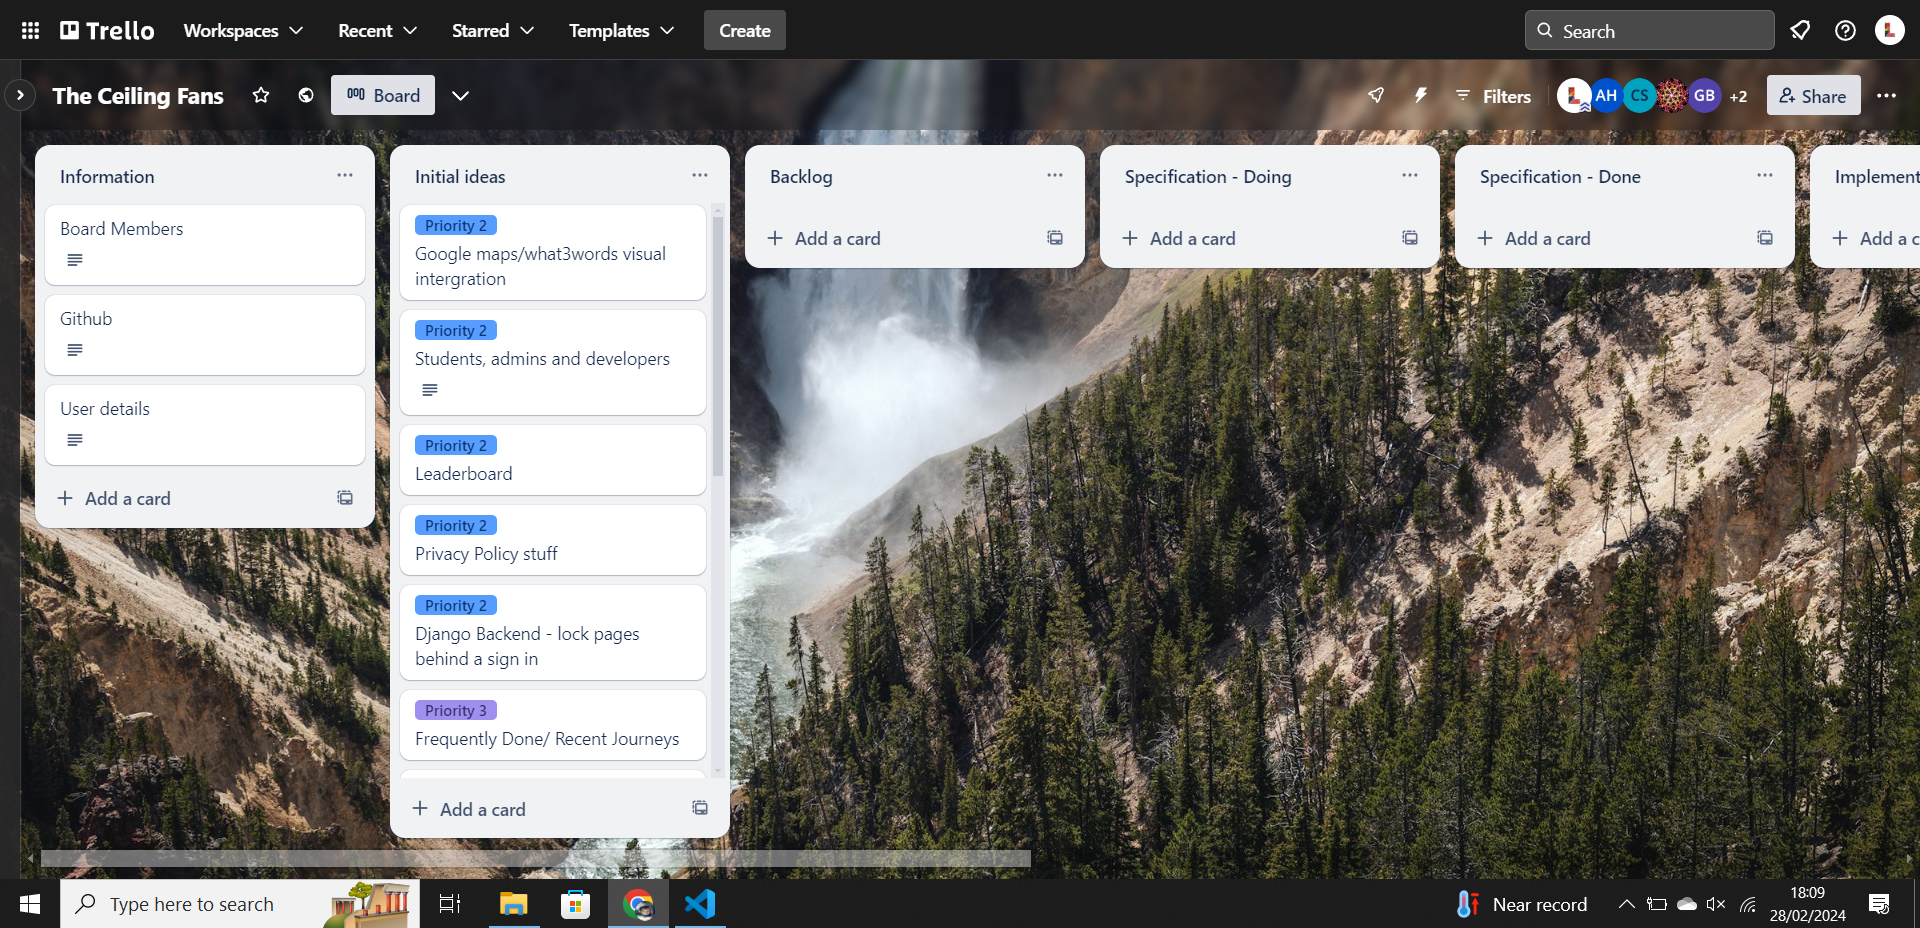 Trello
Workspaces
Recent
Starred
Templates
Create
Search
L
The Ceiling Fans
Board
Filters
L
AH
CS
GB
+2
Share
Information
Board Members
Github
User details
Add a card
Initial ideas
Priority 2
Google maps/what3words visual
intergration
Priority 2
Students, admins and developers
Priority 2
Leaderboard
Priority 2
Privacy Policy stuff
Priority 2
Django Backend - lock pages
behind a sign in
Priority 3
Frequently Done/ Recent Journeys
Add a card
Backlog
Add a card
Specification - Doing
Add a card
Specification - Done
Add a card
Implement
Add a c
Type here to search
Near record
18:09
28/02/2024